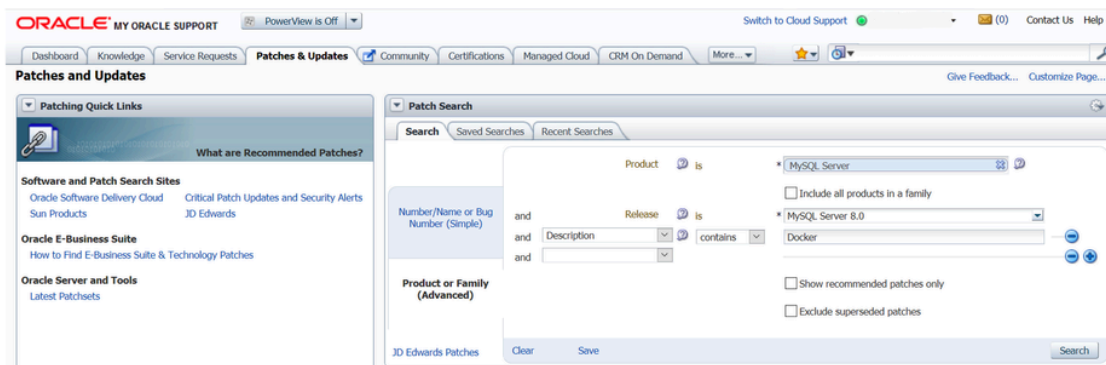 ORACLE MY ORACLE SUPPORT PowerView is Off Switch to Cloud Support (0) Contact Us Help
Dashboard Knowledge Service Requests Patches & Updates Community Certifications Managed Cloud CRM On Demand More...
Patches and Updates Give Feedback... Customize Page...
Patching Quick Links
What are Recommended Patches?
Software and Patch Search Sites
Oracle Software Delivery Cloud Critical Patch Updates and Security Alerts
Sun Products JD Edwards
Oracle E-Business Suite
How to Find E-Business Suite & Technology Patches
Oracle Server and Tools
Latest Patchsets
Patch Search
Search Saved Searches Recent Searches
Number/Name or Bug
Number (Simple)
Product or Family
(Advanced)
JD Edwards Patches
Product is * MySQL Server
Include all products in a family
and Release is * MySQL Server 8.0
and Description contains Docker
and
Show recommended patches only
Exclude superseded patches
Clear Save Search